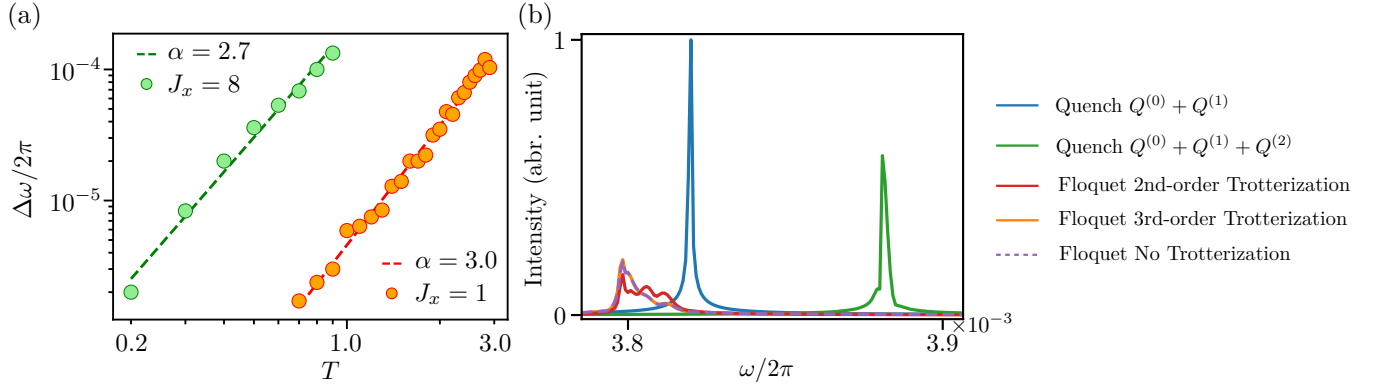 (a)
Δω/2π
10⁻⁴
10⁻⁵
α = 2.7
Jₓ = 8
α = 3.0
Jₓ = 1
0.2
1.0
3.0
T
(b)
Intensity (abr. unit)
1
0
3.8
3.9
×10⁻³
ω/2π
Quench Q⁽⁰⁾ + Q⁽¹⁾
Quench Q⁽⁰⁾ + Q⁽¹⁾ + Q⁽²⁾
Floquet 2nd-order Trotterization
Floquet 3rd-order Trotterization
Floquet No Trotterization